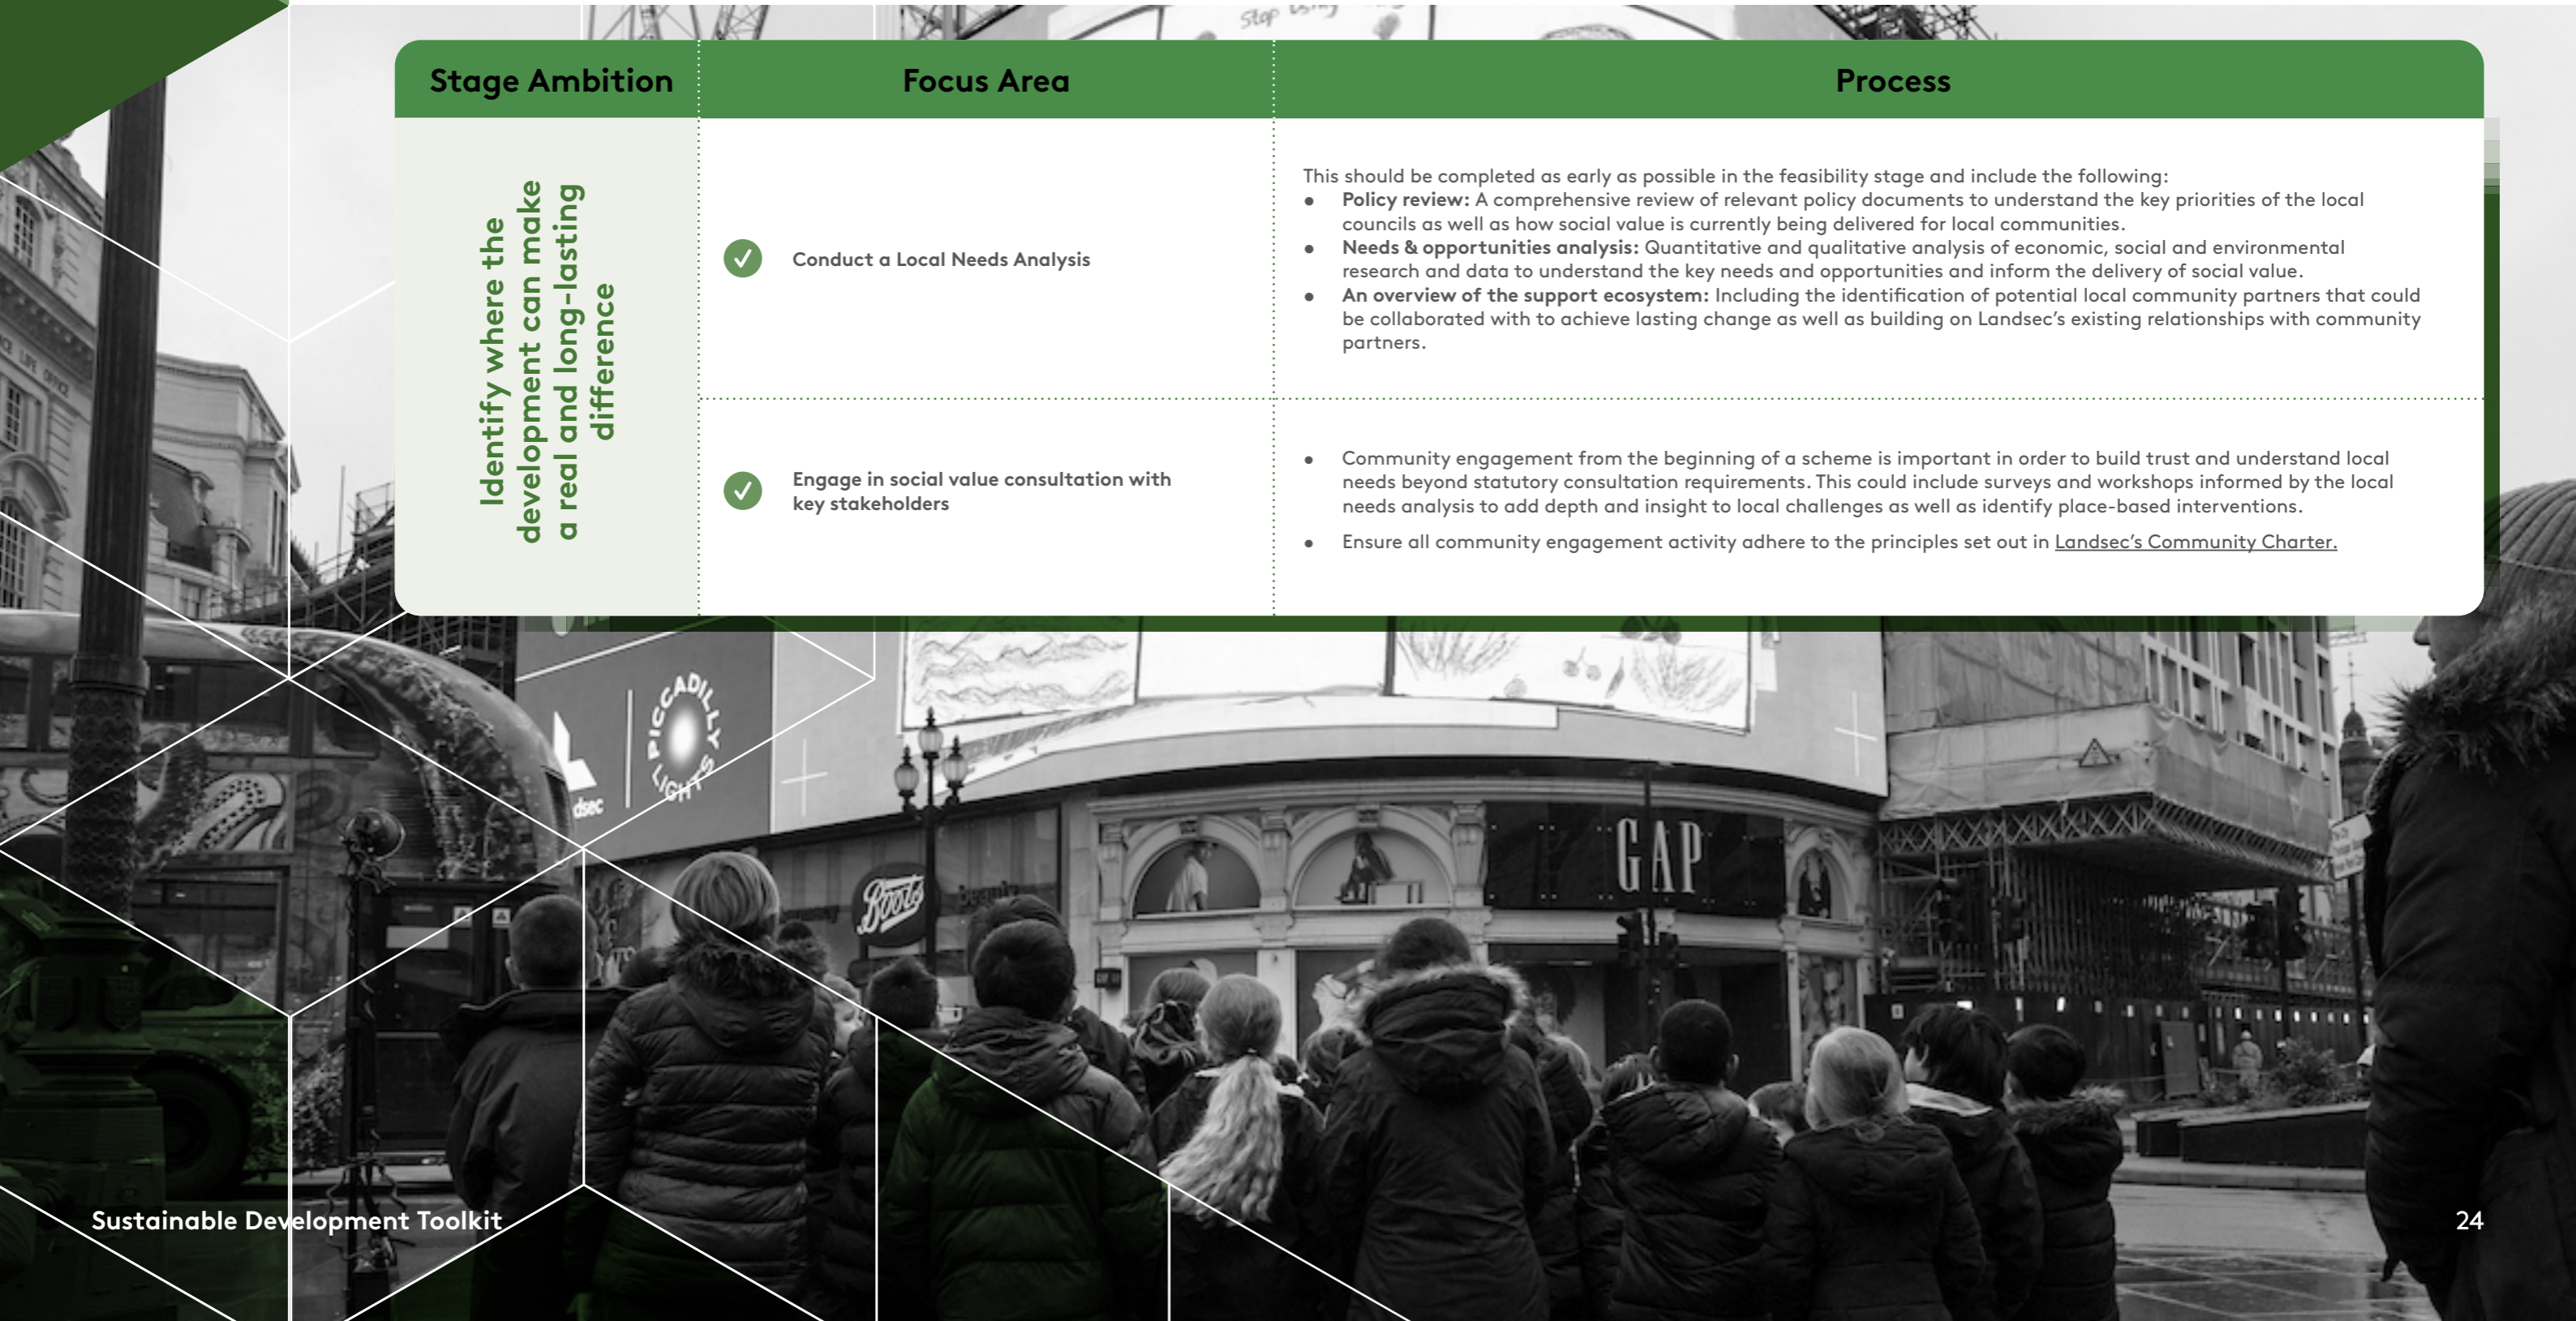 Stop using
Stage Ambition
Focus Area
Process
Identify where the
development can make
a real and long-lasting
difference
Conduct a Local Needs Analysis
This should be completed as early as possible in the feasibility stage and include the following:
● Policy review: A comprehensive review of relevant policy documents to understand the key priorities of the local
councils as well as how social value is currently being delivered for local communities.
● Needs & opportunities analysis: Quantitative and qualitative analysis of economic, social and environmental
research and data to understand the key needs and opportunities and inform the delivery of social value.
● An overview of the support ecosystem: Including the identification of potential local community partners that could
be collaborated with to achieve lasting change as well as building on Landsec’s existing relationships with community
partners.
Engage in social value consultation with
key stakeholders
● Community engagement from the beginning of a scheme is important in order to build trust and understand local
needs beyond statutory consultation requirements. This could include surveys and workshops informed by the local
needs analysis to add depth and insight to local challenges as well as identify place-based interventions.
● Ensure all community engagement activity adhere to the principles set out in Landsec’s Community Charter.
LIFE OFFICE
PICCADILLY
LIGHTS
dsec
GAP
Boots
beauty
Sustainable Development Toolkit
24